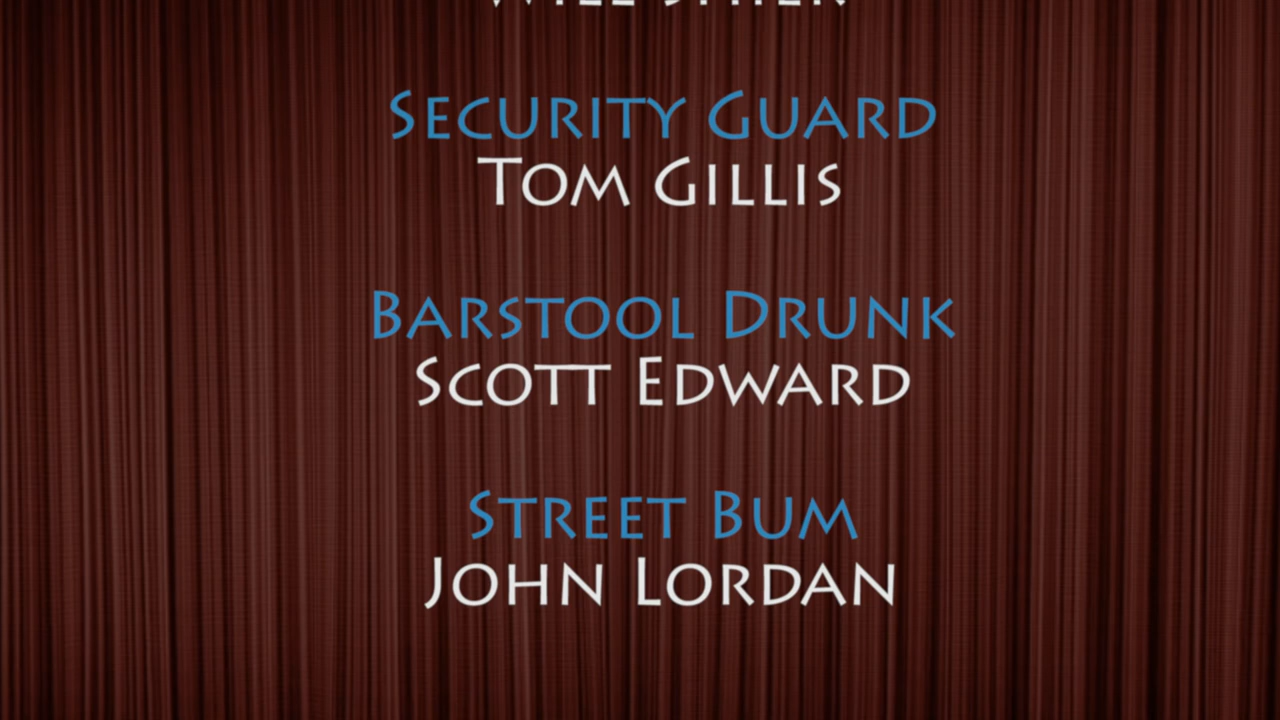 Security Guard
Tom Gillis
Barstool Drunk
Scott Edward
Street Bum
John Lordan